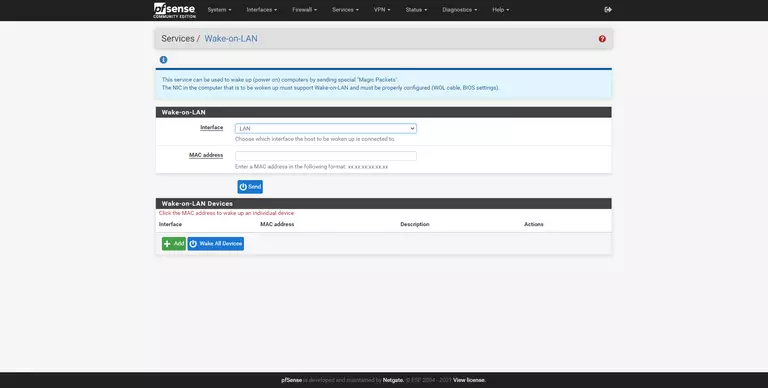 pfsense
COMMUNITY EDITION
System Interfaces Firewall Services VPN Status Diagnostics Help
Services / Wake-on-LAN
This service can be used to wake up (power on) computers by sending special "Magic Packets".
The NIC in the computer that is to be woken up must support Wake-on-LAN and must be properly configured (WOL cable, BIOS settings).
Wake-on-LAN
Interface LAN
Choose which interface the host to be woken up is connected to.
MAC address
Enter a MAC address in the following format: xx:xx:xx:xx:xx:xx
Send
Wake-on-LAN Devices
Click the MAC address to wake up an individual device
Interface MAC address Description Actions
Add Wake All Devices
pfSense is developed and maintained by Netgate. © ESF 2004 - 2021 View license.